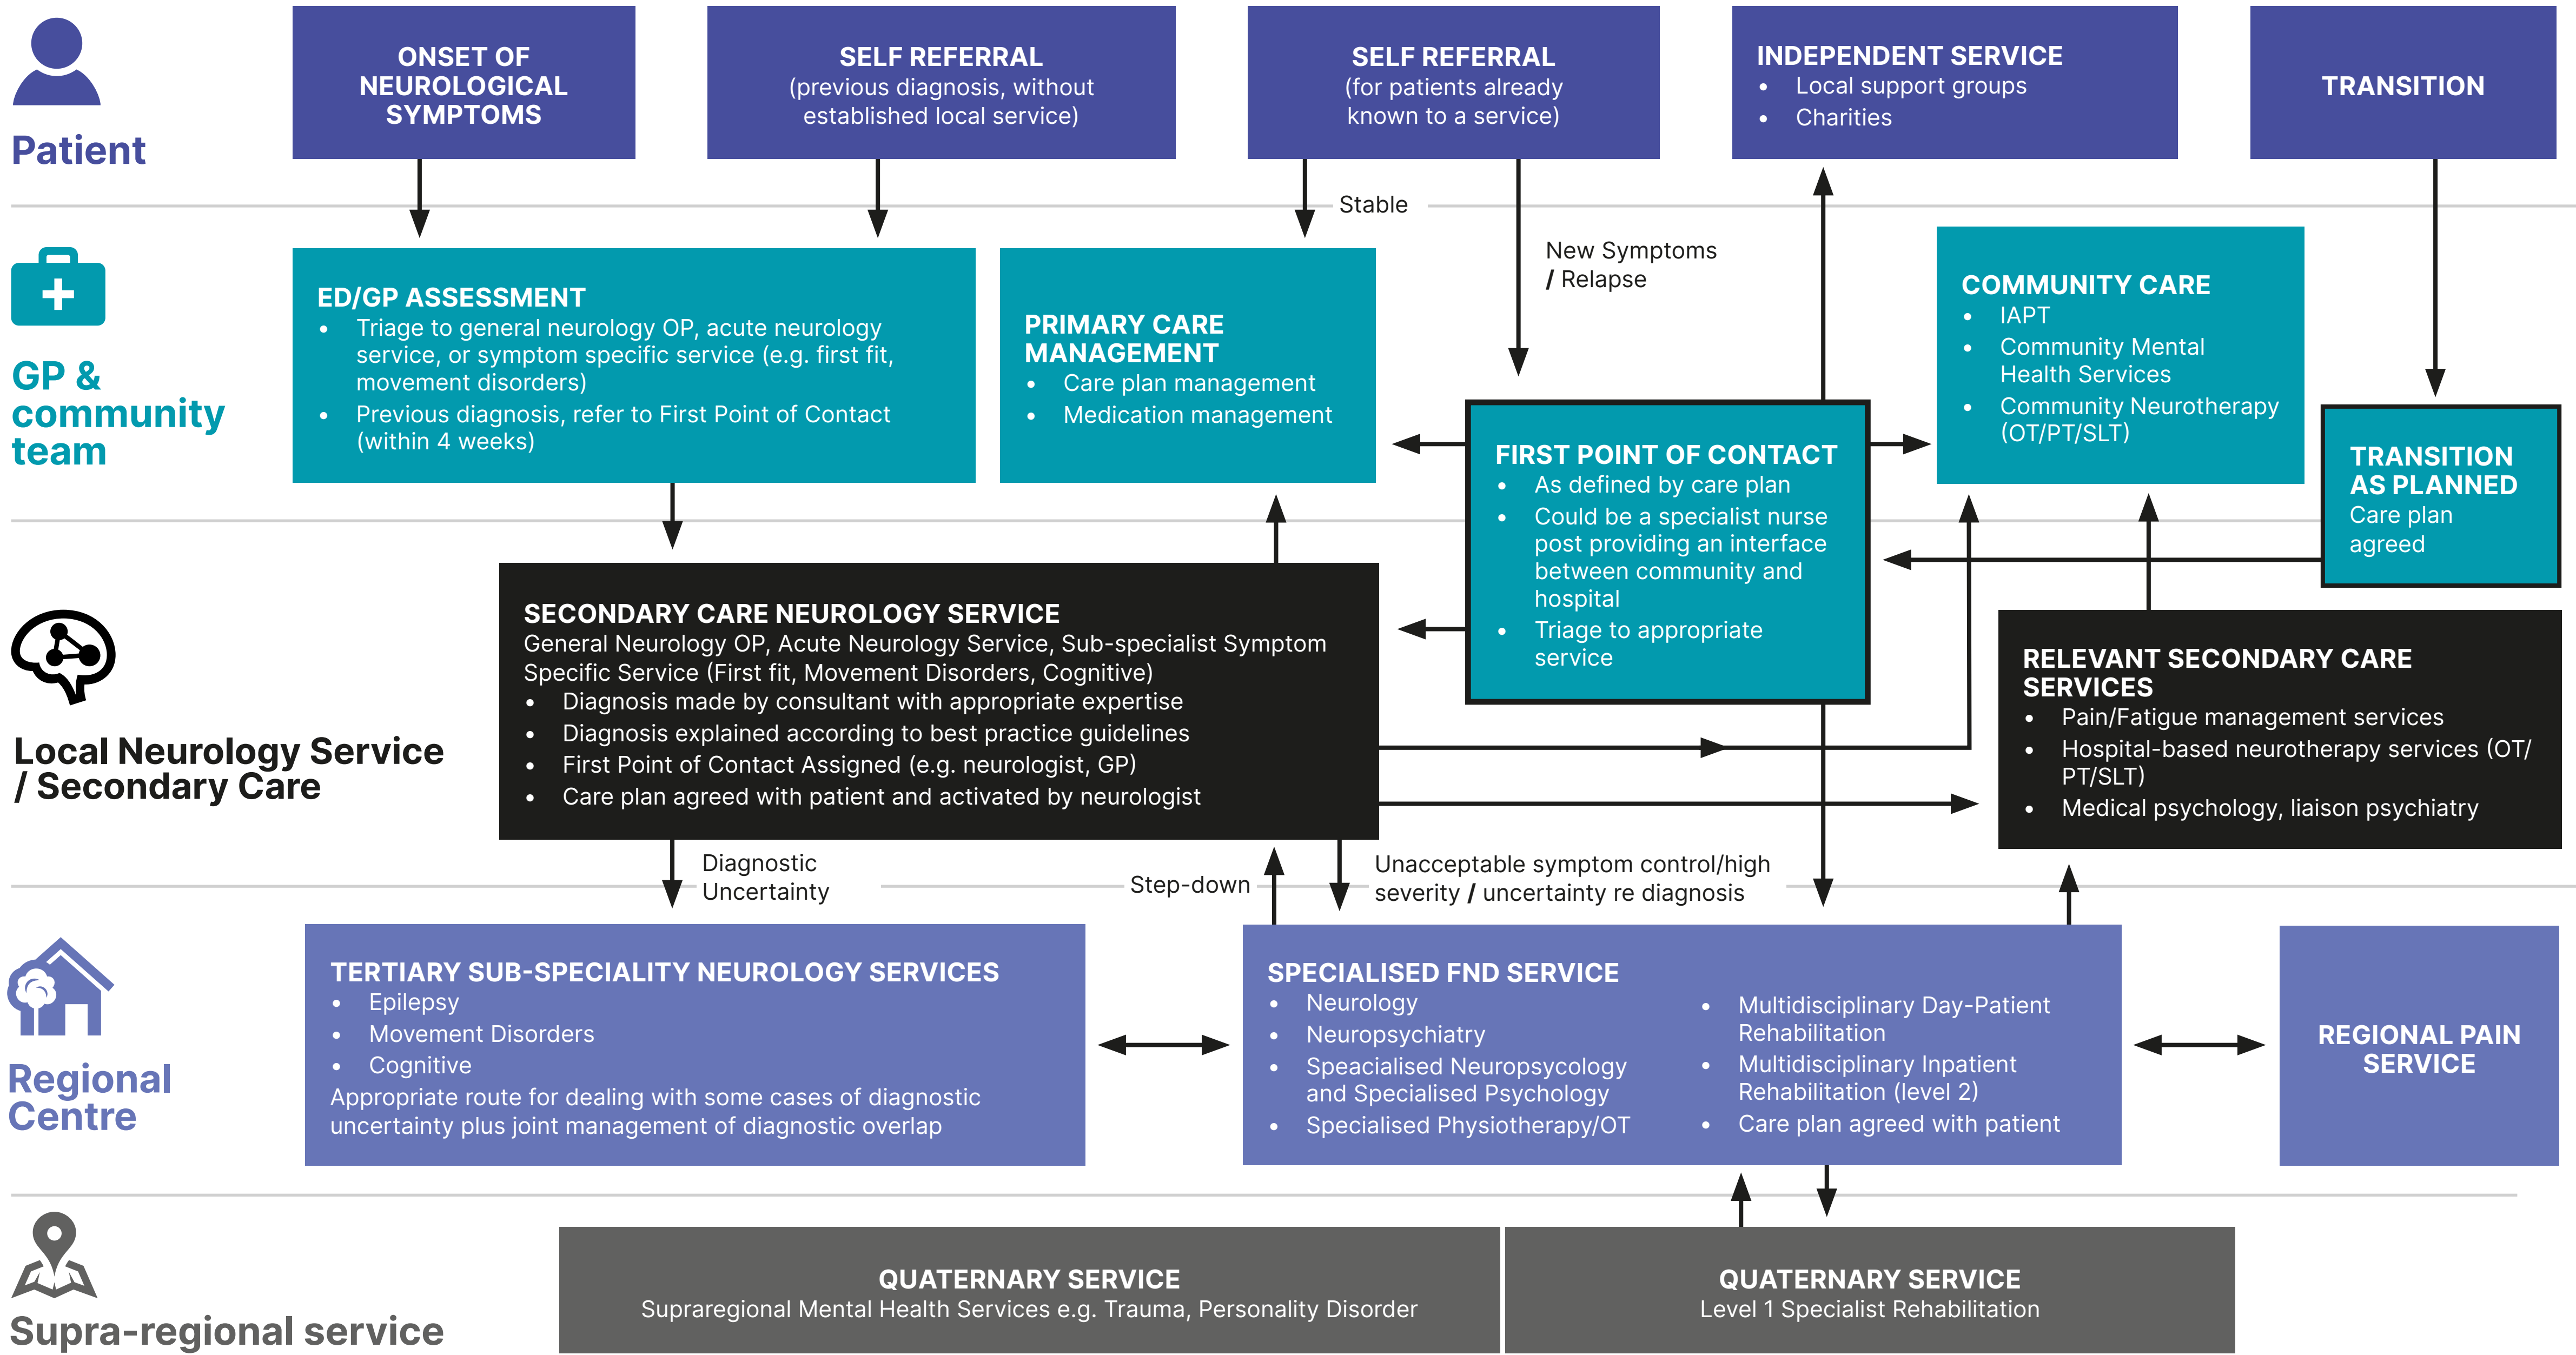 Patient
ONSET OF
NEUROLOGICAL
SYMPTOMS
SELF REFERRAL
(previous diagnosis, without
established local service)
SELF REFERRAL
(for patients already
known to a service)
INDEPENDENT SERVICE
• Local support groups
• Charities
TRANSITION
Stable
New Symptoms
/ Relapse
GP &
community
team
ED/GP ASSESSMENT
• Triage to general neurology OP, acute neurology
service, or symptom specific service (e.g. first fit,
movement disorders)
• Previous diagnosis, refer to First Point of Contact
(within 4 weeks)
PRIMARY CARE
MANAGEMENT
• Care plan management
• Medication management
FIRST POINT OF CONTACT
• As defined by care plan
• Could be a specialist nurse
post providing an interface
between community and
hospital
• Triage to appropriate
service
COMMUNITY CARE
• IAPT
• Community Mental
Health Services
• Community Neurotherapy
(OT/PT/SLT)
TRANSITION
AS PLANNED
Care plan
agreed
Local Neurology Service
/ Secondary Care
SECONDARY CARE NEUROLOGY SERVICE
General Neurology OP, Acute Neurology Service, Sub-specialist Symptom
Specific Service (First fit, Movement Disorders, Cognitive)
• Diagnosis made by consultant with appropriate expertise
• Diagnosis explained according to best practice guidelines
• First Point of Contact Assigned (e.g. neurologist, GP)
• Care plan agreed with patient and activated by neurologist
RELEVANT SECONDARY CARE
SERVICES
• Pain/Fatigue management services
• Hospital-based neurotherapy services (OT/
PT/SLT)
• Medical psychology, liaison psychiatry
Diagnostic
Uncertainty
Step-down
Unacceptable symptom control/high
severity / uncertainty re diagnosis
Regional
Centre
TERTIARY SUB-SPECIALITY NEUROLOGY SERVICES
• Epilepsy
• Movement Disorders
• Cognitive
Appropriate route for dealing with some cases of diagnostic
uncertainty plus joint management of diagnostic overlap
SPECIALISED FND SERVICE
• Neurology
• Neuropsychiatry
• Speacialised Neuropsycology
and Specialised Psychology
• Specialised Physiotherapy/OT
• Multidisciplinary Day-Patient
Rehabilitation
• Multidisciplinary Inpatient
Rehabilitation (level 2)
• Care plan agreed with patient
REGIONAL PAIN
SERVICE
Supra-regional service
QUATERNARY SERVICE
Supraregional Mental Health Services e.g. Trauma, Personality Disorder
QUATERNARY SERVICE
Level 1 Specialist Rehabilitation